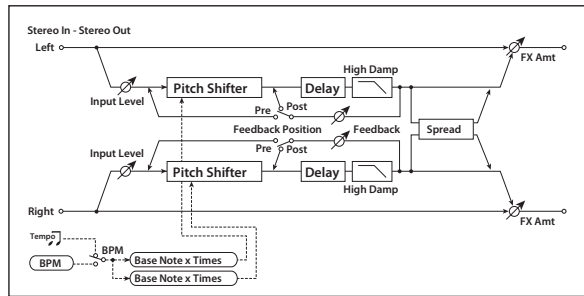 Stereo In - Stereo Out
Left
FX Amt
High Damp
Input Level
Pitch Shifter
Delay
Pre
Post
Feedback Position
Feedback
Spread
Input Level
Pre
Post
Pitch Shifter
Delay
High Damp
Right
FX Amt
Tempo
BPM
BPM
Base Note x Times
Base Note x Times